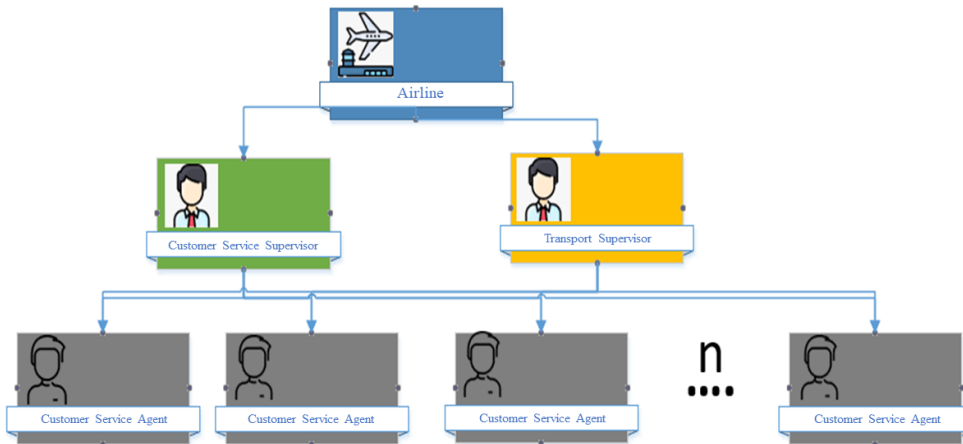 Airline
Customer Service Supervisor
Transport Supervisor
n
.....
Customer Service Agent
Customer Service Agent
Customer Service Agent
Customer Service Agent